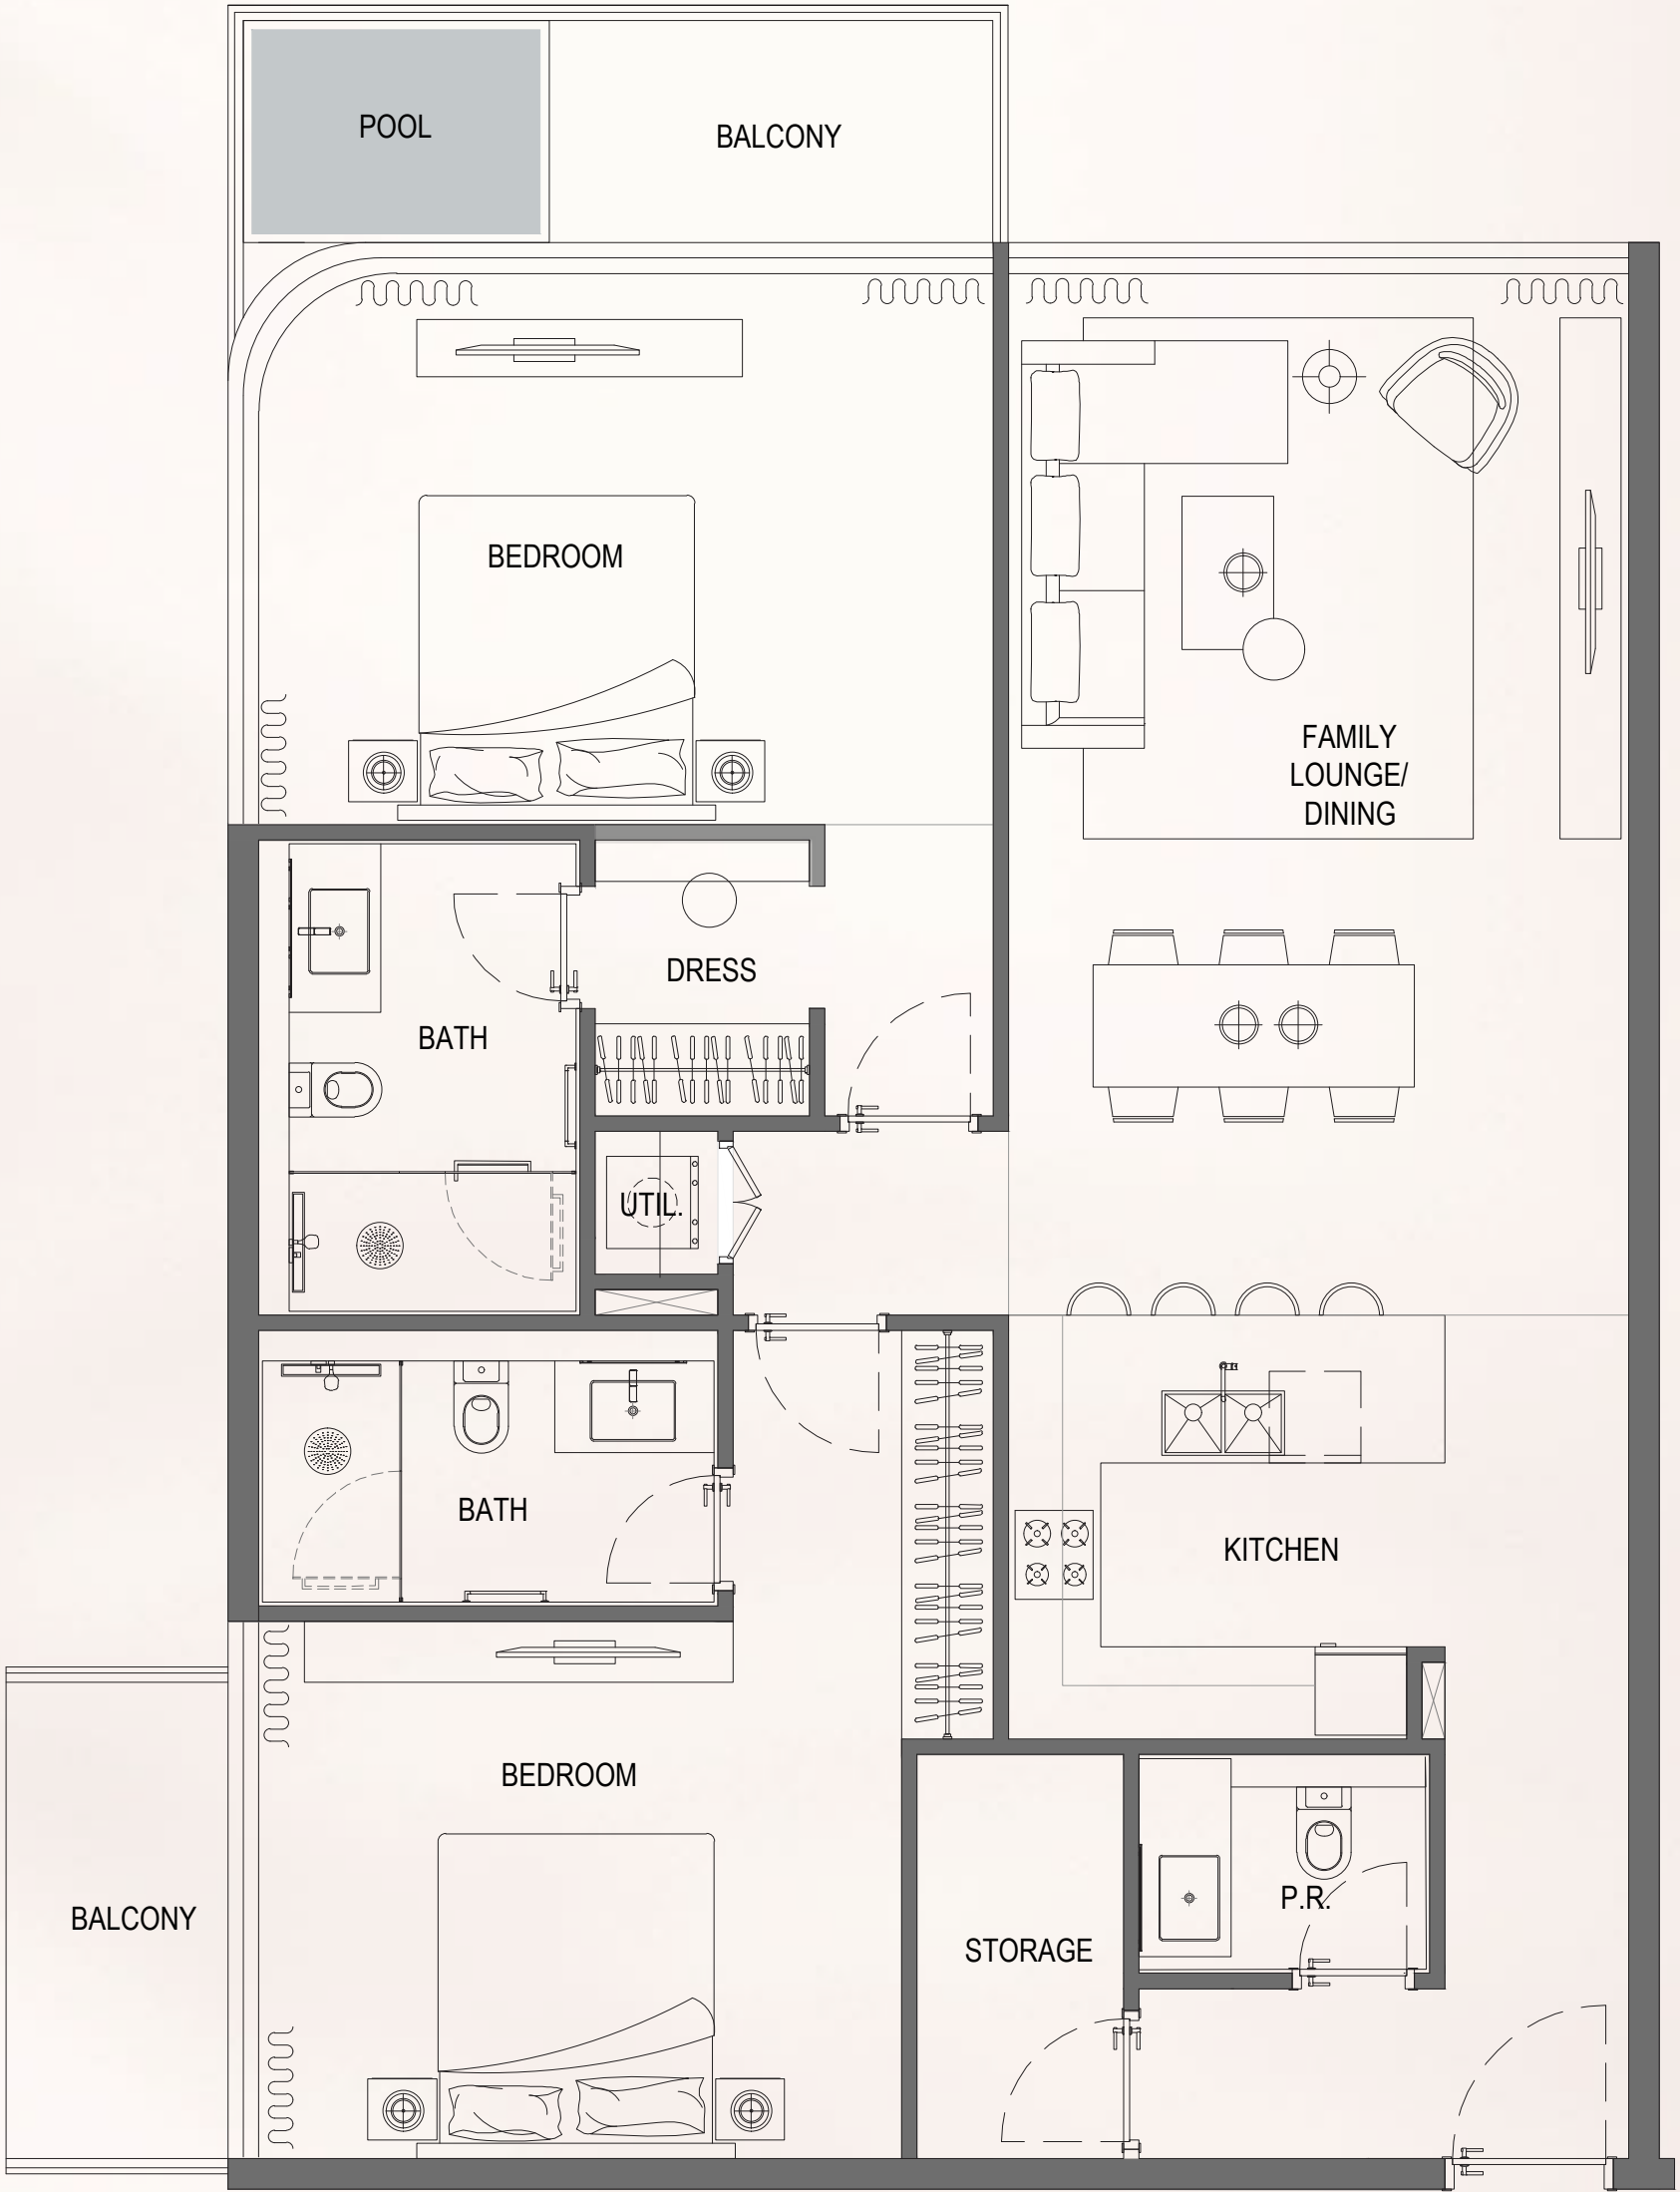 POOL
BALCONY
BEDROOM
FAMILY
LOUNGE/
DINING
DRESS
BATH
UTIL.
BATH
KITCHEN
BEDROOM
BALCONY
P.R.
STORAGE